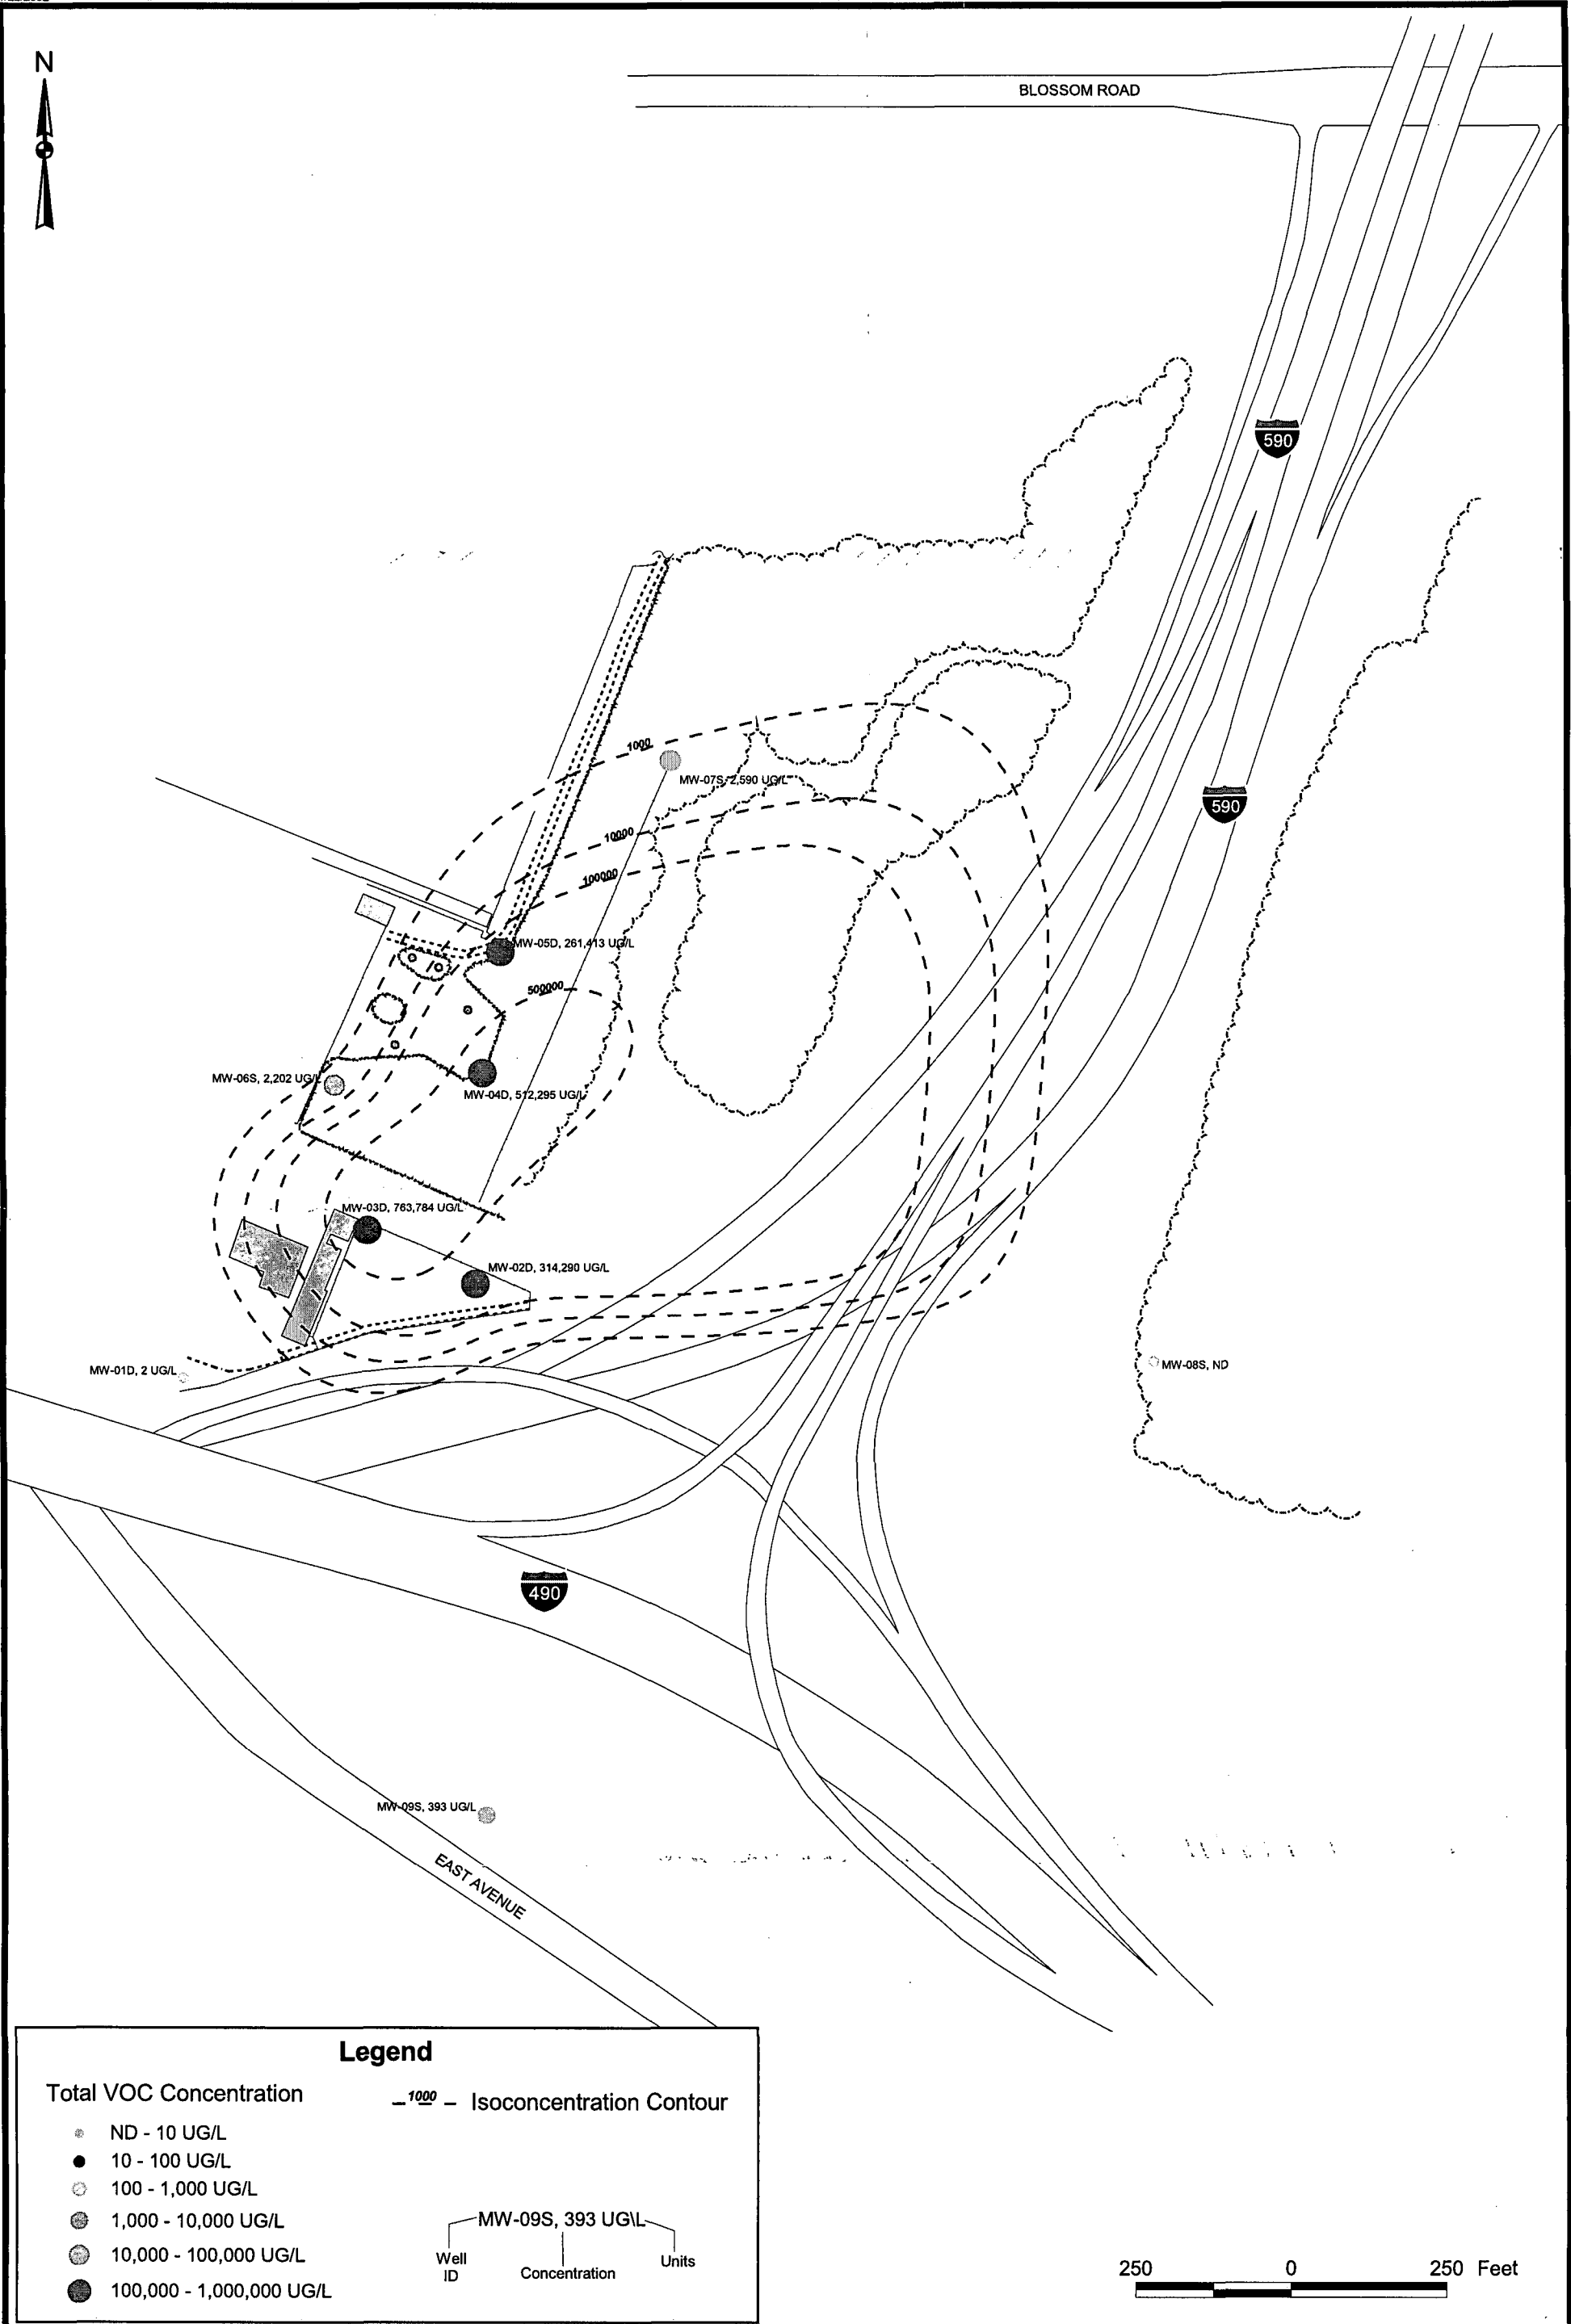 N
BLOSSOM ROAD
590
590
1000
MW-07S, 2,590 UG/L
10000
100000
MW-05D, 261,413 UG/L
500000
MW-06S, 2,202 UG/L
MW-04D, 512,295 UG/L
MW-03D, 763,784 UG/L
MW-02D, 314,290 UG/L
MW-01D, 2 UG/L
MW-08S, ND
490
MW-09S, 393 UG/L
EAST AVENUE
Legend
Total VOC Concentration
1000 Isoconcentration Contour
ND - 10 UG/L
10 - 100 UG/L
100 - 1,000 UG/L
1,000 - 10,000 UG/L
10,000 - 100,000 UG/L
100,000 - 1,000,000 UG/L
MW-09S, 393 UG\L
Well
ID
Concentration
Units
250 0 250 Feet